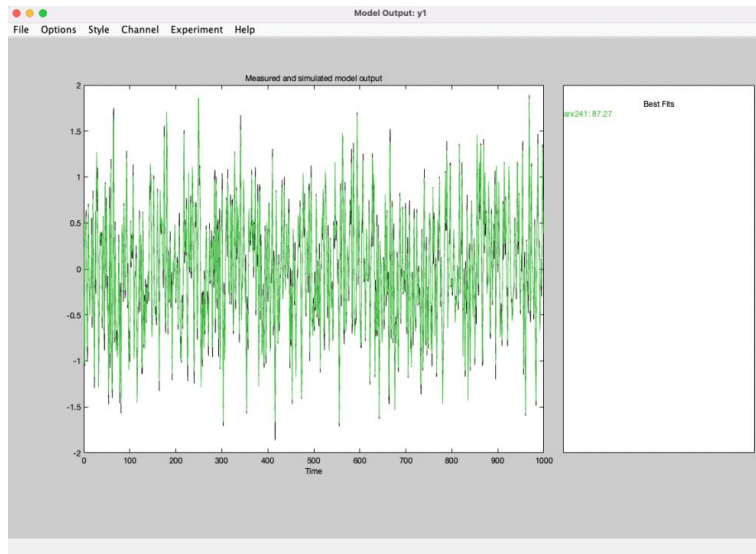 Model Output: y1
File Options Style Channel Experiment Help
Measured and simulated model output
Best Fits
arx241: 87.27
2
1.5
1
0.5
0
-0.5
-1
-1.5
-2
0 100 200 300 400 500 600 700 800 900 1000
Time